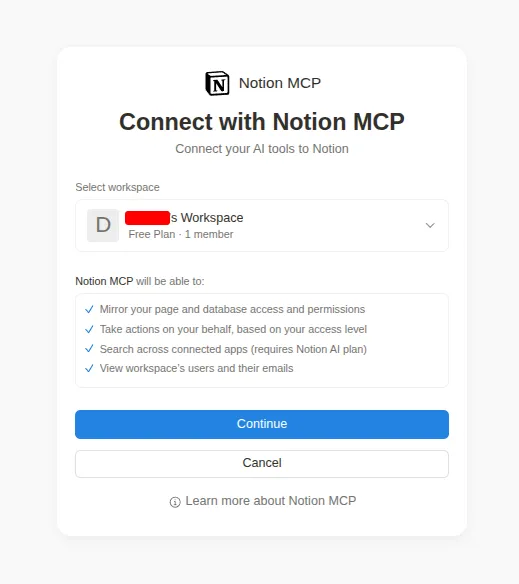 Notion MCP
Connect with Notion MCP
Connect your AI tools to Notion
Select workspace
D
s Workspace
Free Plan · 1 member
Notion MCP will be able to:
Mirror your page and database access and permissions
Take actions on your behalf, based on your access level
Search across connected apps (requires Notion AI plan)
View workspace's users and their emails
Continue
Cancel
Learn more about Notion MCP